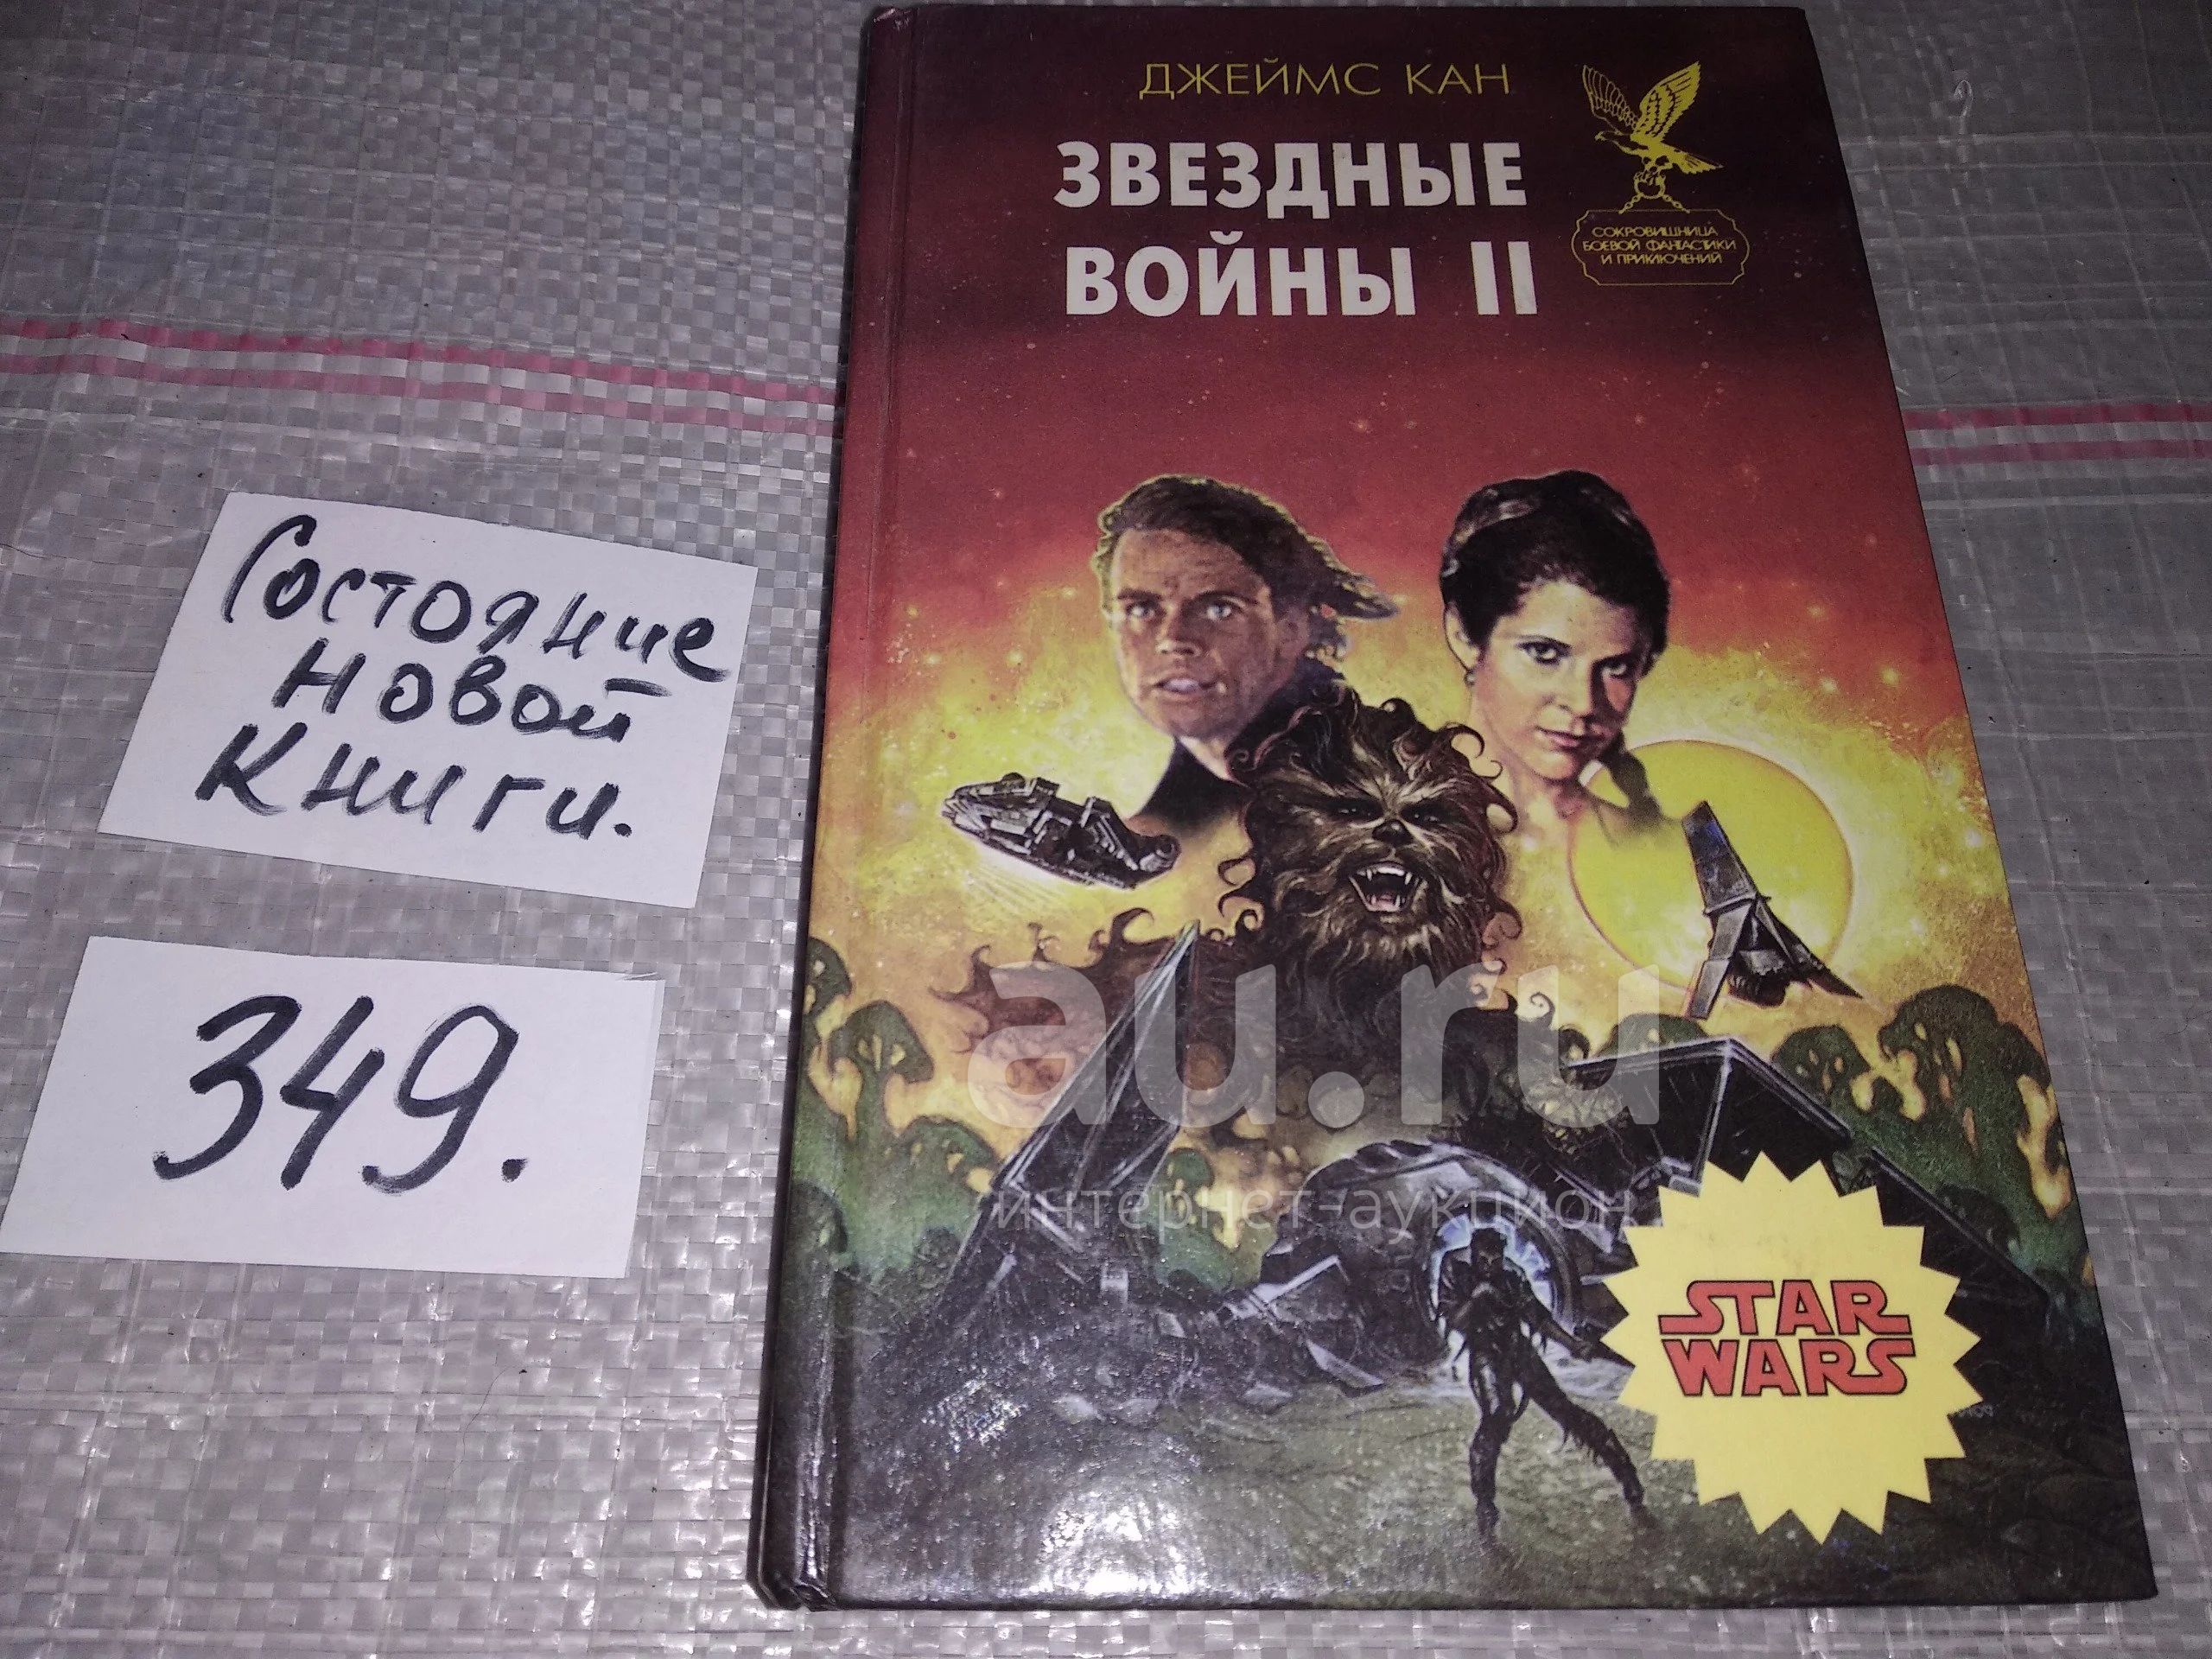 ДЖЕЙМС КАН
ЗВЕЗДНЫЕ
ВОЙНЫ II
СОКРОВИЩНИЦА
БОЕВОЙ ФАНТАСТИКИ
И ПРИКЛЮЧЕНИЙ
Состояние
новой
книги.
349.
au.ru
интернет-аукцион
STAR
WARS